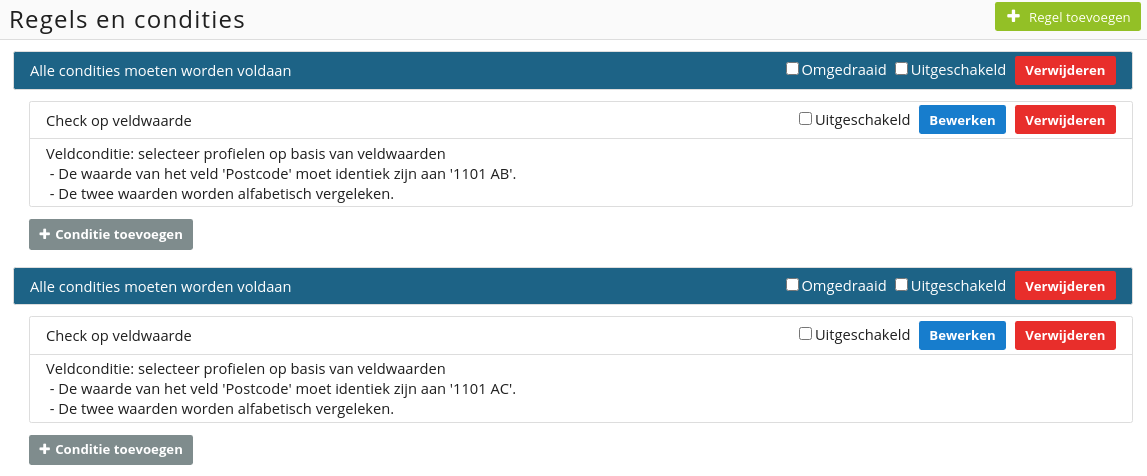 Regels en condities
+ Regel toevoegen
Alle condities moeten worden voldaan
Omgedraaid Uitgeschakeld Verwijderen
Check op veldwaarde
Uitgeschakeld Bewerken Verwijderen
Veldconditie: selecteer profielen op basis van veldwaarden
- De waarde van het veld 'Postcode' moet identiek zijn aan '1101 AB'.
- De twee waarden worden alfabetisch vergeleken.
+ Conditie toevoegen
Alle condities moeten worden voldaan
Omgedraaid Uitgeschakeld Verwijderen
Check op veldwaarde
Uitgeschakeld Bewerken Verwijderen
Veldconditie: selecteer profielen op basis van veldwaarden
- De waarde van het veld 'Postcode' moet identiek zijn aan '1101 AC'.
- De twee waarden worden alfabetisch vergeleken.
+ Conditie toevoegen